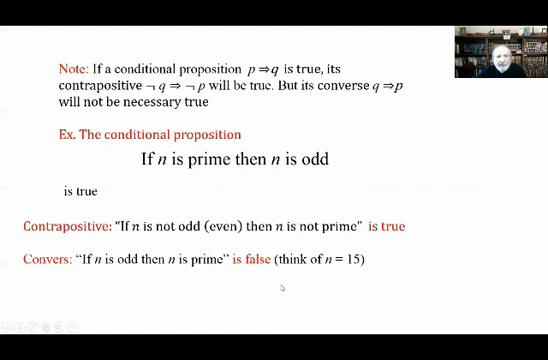 Note: If a conditional proposition p ⇒ q is true, its
contrapositive ¬ q ⇒ ¬ p will be true. But its converse q ⇒ p
will not be necessary true
Ex. The conditional proposition
If n is prime then n is odd
is true
Contrapositive: “If n is not odd (even) then n is not prime” is true
Convers: “If n is odd then n is prime” is false (think of n = 15)